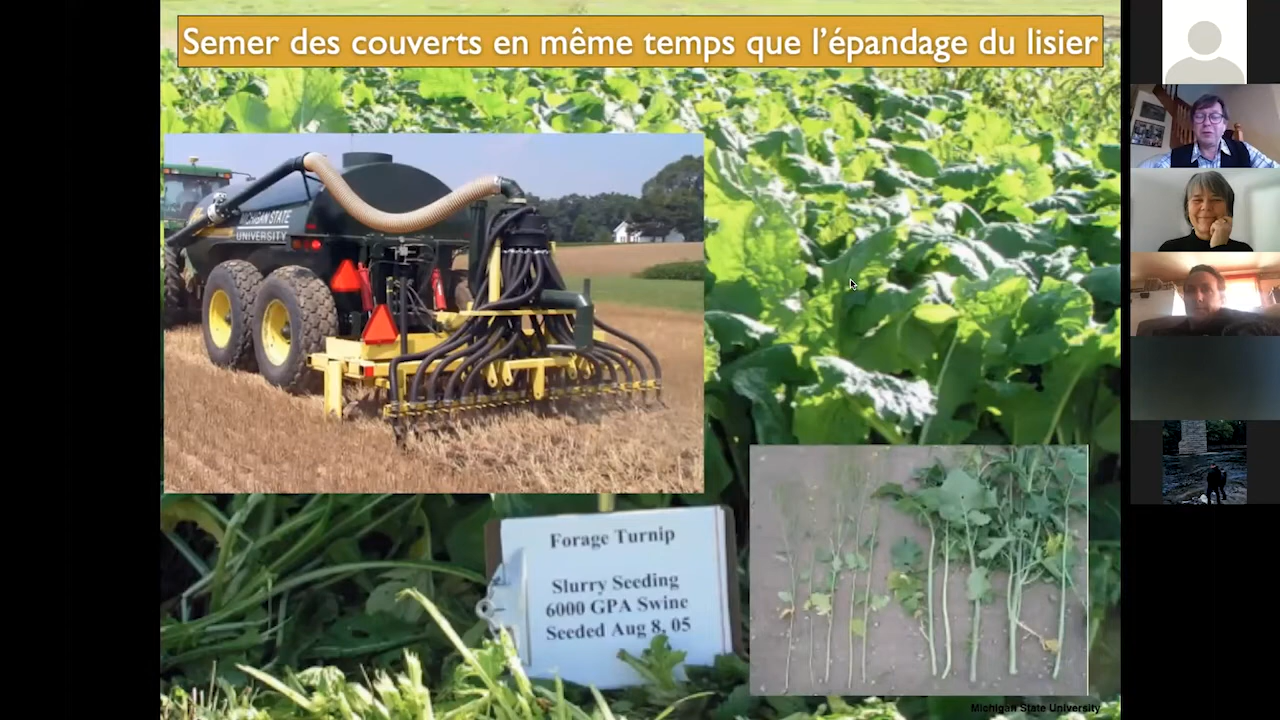 Semer des couverts en même temps que l'épandage du lisier
MICHIGAN STATE
UNIVERSITY
Forage Turnip
Slurry Seeding
6000 GPA Swine
Seeded Aug 8, 05
Michigan State University